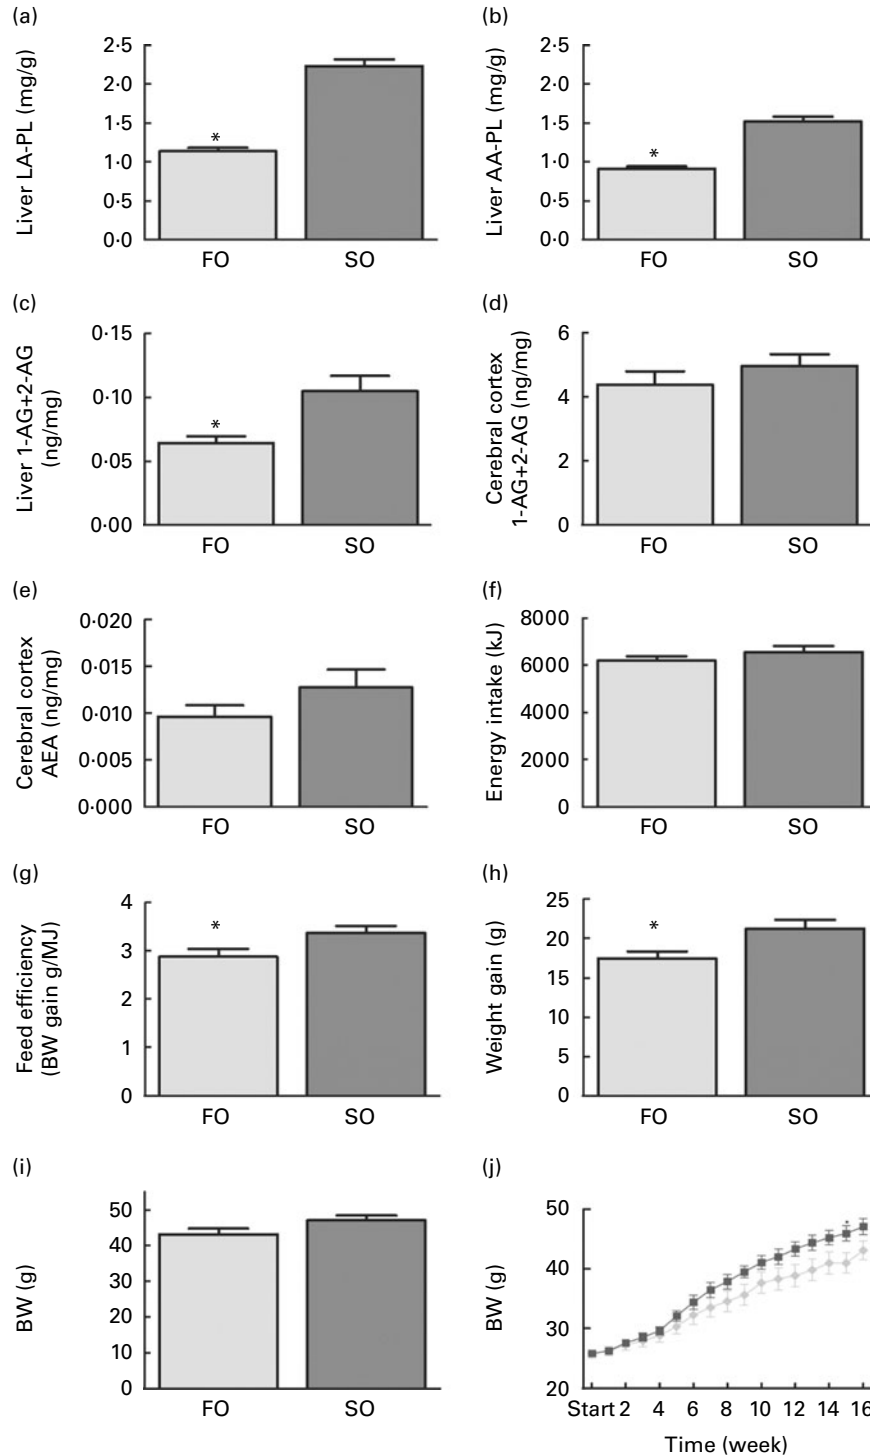 (a)
Liver LA-PL (mg/g)
2·5
2·0
1·5
1·0
0·5
0·0
*
FO SO
(b)
Liver AA-PL (mg/g)
2·5
2·0
1·5
1·0
0·5
0·0
*
FO SO
(c)
Liver 1-AG+2-AG
(ng/mg)
0·15
0·10
0·05
0·00
*
FO SO
(d)
Cerebral cortex
1-AG+2-AG (ng/mg)
6
4
2
0
FO SO
(e)
Cerebral cortex
AEA (ng/mg)
0·020
0·015
0·010
0·005
0·000
FO SO
(f)
Energy intake (kJ)
8000
6000
4000
2000
0
FO SO
(g)
Feed efficiency
(BW gain g/MJ)
4
3
2
1
0
*
FO SO
(h)
Weight gain (g)
25
20
15
10
5
0
*
FO SO
(i)
BW (g)
50
40
30
20
10
0
FO SO
(j)
BW (g)
50
40
30
20
*
Start 2 4 6 8 10 12 14 16
Time (week)